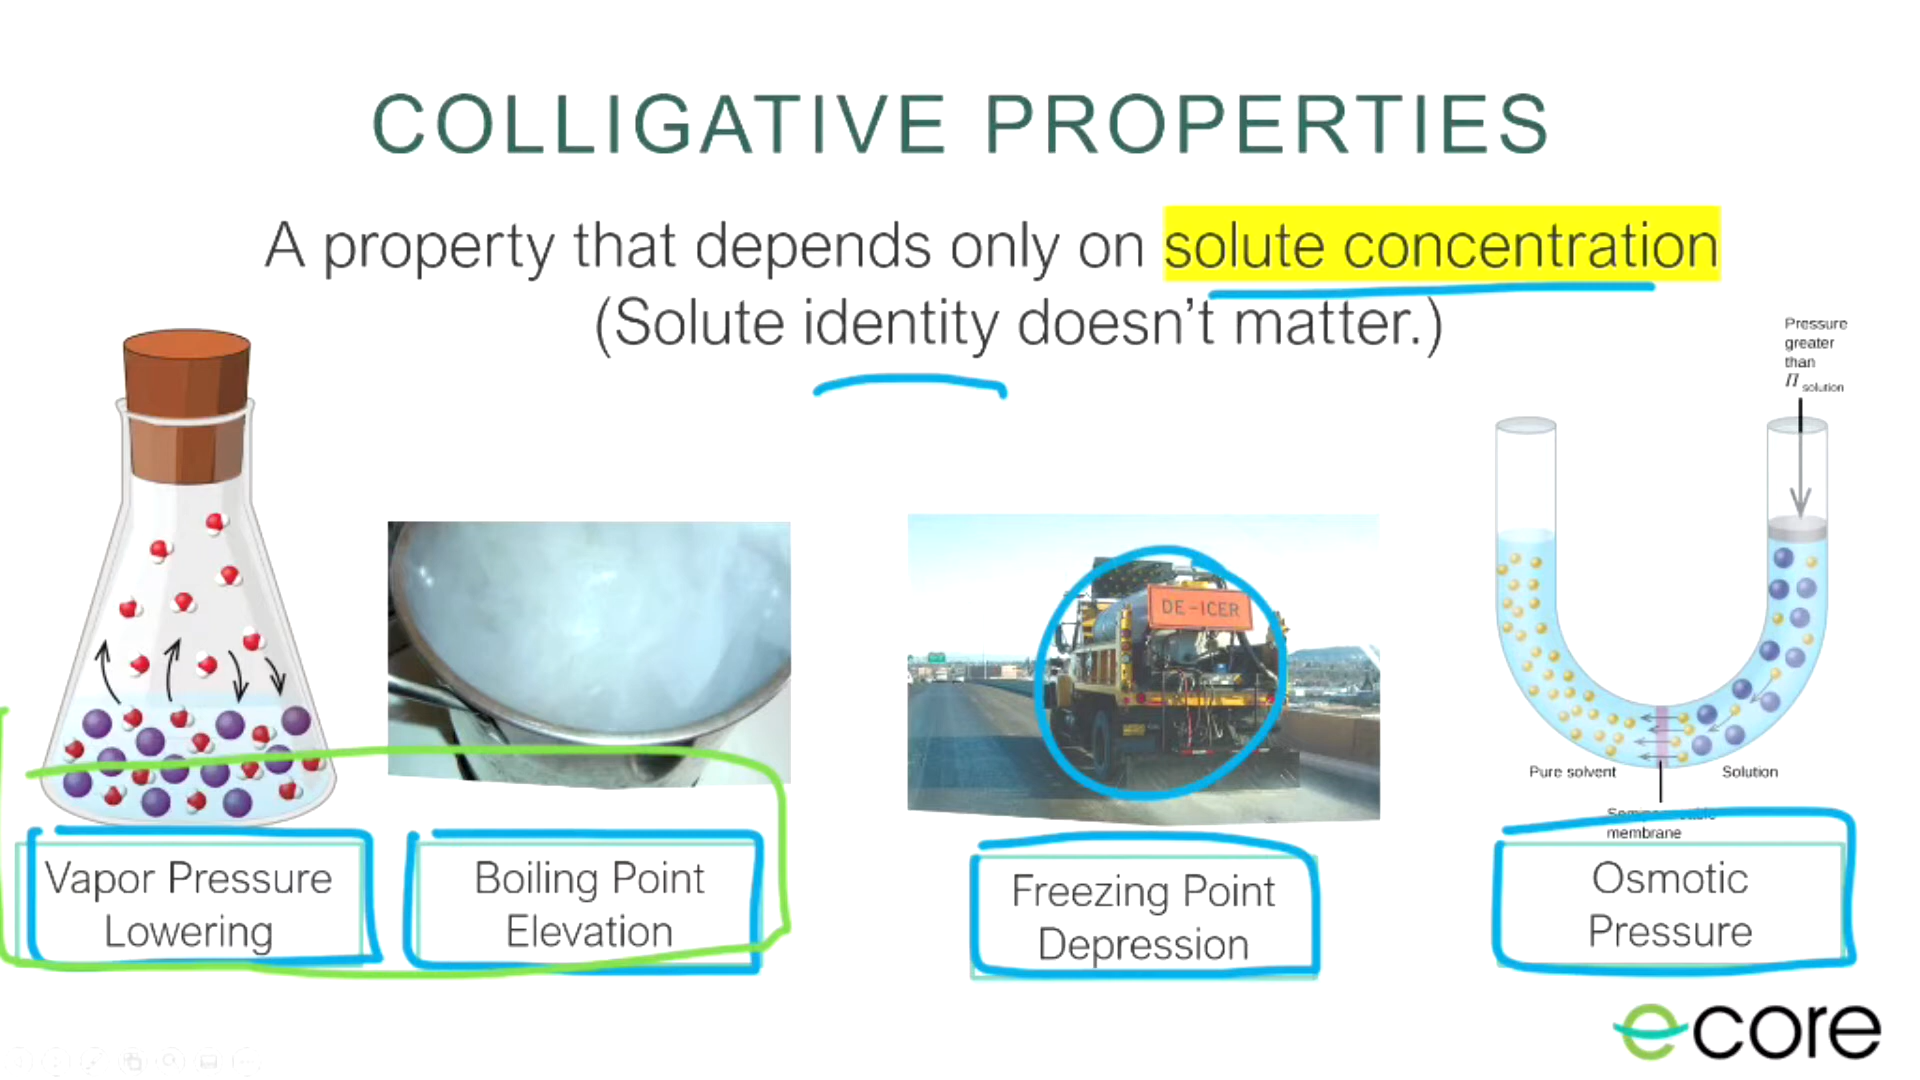 COLLIGATIVE PROPERTIES
A property that depends only on solute concentration
(Solute identity doesn't matter.)
Pressure
greater
than
Π solution
DE-ICER
Pure solvent
Solution
membrane
Vapor Pressure
Lowering
Boiling Point
Elevation
Freezing Point
Depression
Osmotic
Pressure
ecore